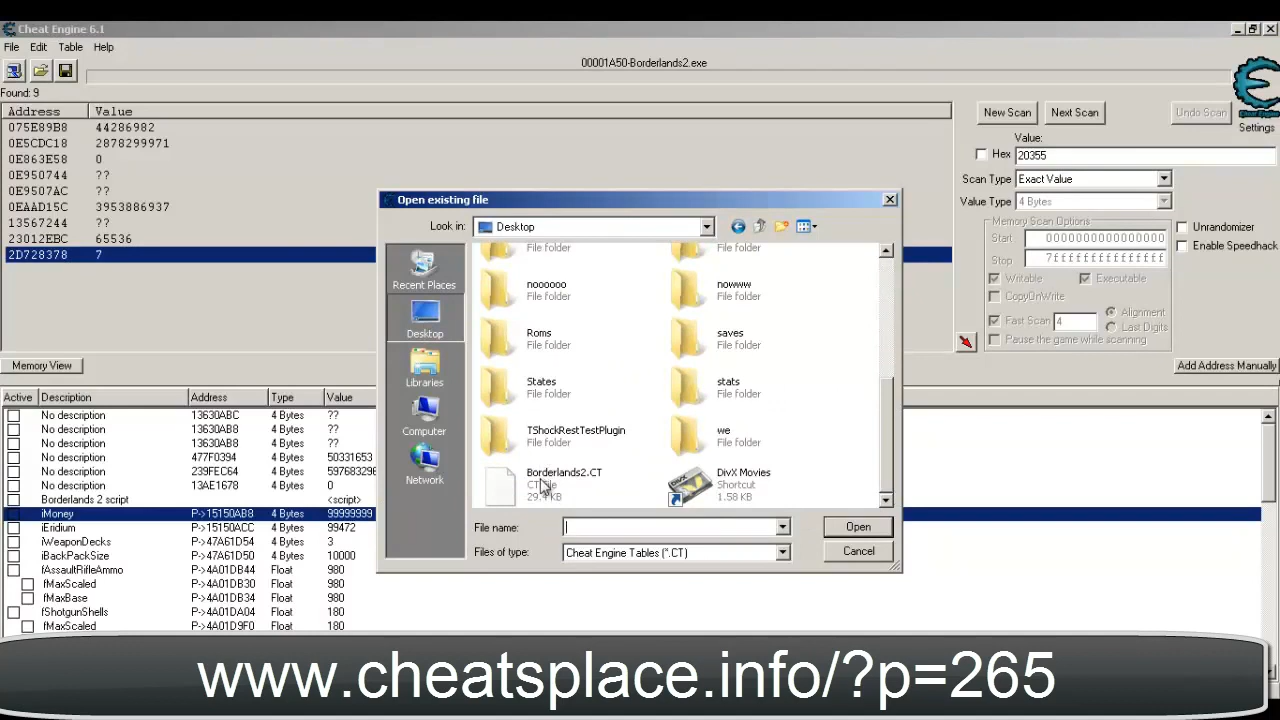 Cheat Engine 6.1
File Edit Table Help
00001A50-Borderlands2.exe
Found: 9
Address Value
075E89B8 44286982
0E5CDC18 2878299971
0E863E58 0
0E950744 ??
0E9507AC ??
0EAAD15C 3953886937
13567244 ??
23012EBC 65536
2D728378 7
New Scan Next Scan Undo Scan
Cheat Engine
Settings
Value:
Hex 20355
Scan Type Exact Value
Value Type 4 Bytes
Memory Scan Options
Start 0000000000000000
Stop 7fffffffffffffff
Writable Executable
CopyOnWrite
Fast Scan 4 Alignment
Last Digits
Pause the game while scanning
Unrandomizer
Enable Speedhack
Memory View
Add Address Manually
Open existing file
Look in: Desktop
Recent Places
Desktop
Libraries
Computer
Network
File folder File folder
noooooo
File folder
nowww
File folder
Roms
File folder
saves
File folder
States
File folder
stats
File folder
TShockRestTestPlugin
File folder
we
File folder
Borderlands2.CT
DivX Movies
Shortcut
1.58 KB
File name:
Open
Files of type: Cheat Engine Tables (*.CT)
Cancel
Active Description Address Type Value
No description 13630ABC 4 Bytes ??
No description 13630AB8 4 Bytes ??
No description 13630AB8 4 Bytes ??
No description 477F0394 4 Bytes 50331653
No description 239FEC64 4 Bytes 597683296
No description 13AE1678 4 Bytes 0
Borderlands 2 script <script>
iMoney P->15150AB8 4 Bytes 99999999
iEridium P->15150ACC 4 Bytes 99472
iWeaponDecks P->47A61D54 4 Bytes 3
iBackPackSize P->47A61D50 4 Bytes 10000
fAssaultRifleAmmo P->4A01DB44 Float 980
fMaxScaled P->4A01DB30 Float 980
fMaxBase P->4A01DB34 Float 980
fShotgunShells P->4A01DA04 Float 180
fMaxScaled P->4A01D9F0 Float 180
www.cheatsplace.info/?p=265